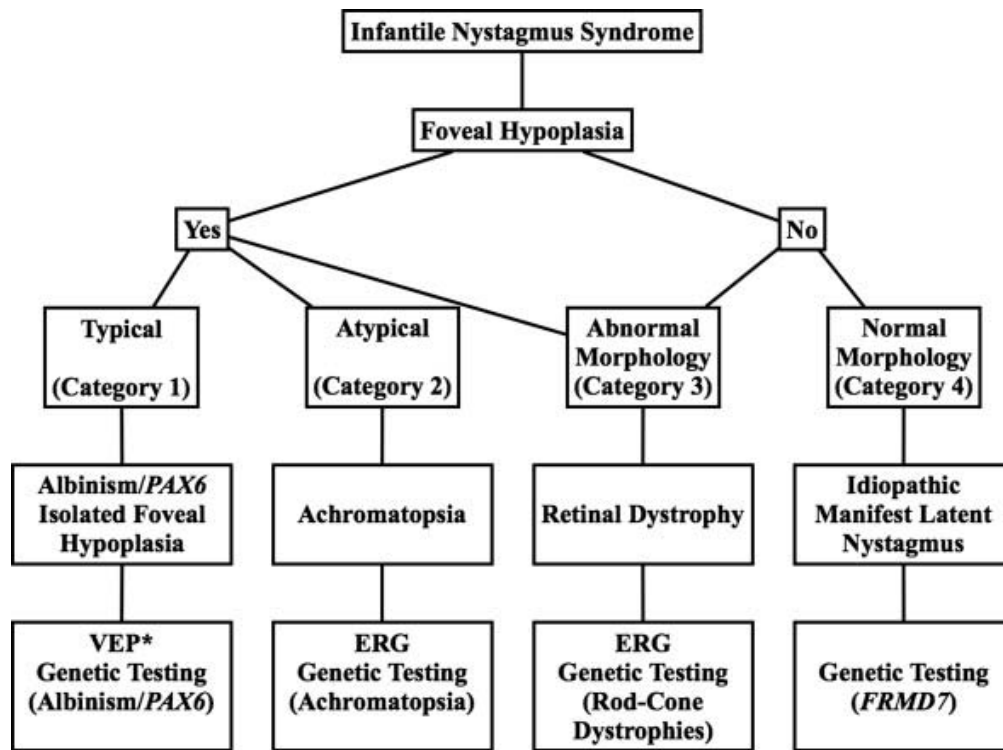 Infantile Nystagmus Syndrome
Foveal Hypoplasia
Yes
No
Typical
(Category 1)
Atypical
(Category 2)
Abnormal
Morphology
(Category 3)
Normal
Morphology
(Category 4)
Albinism/PAX6
Isolated Foveal
Hypoplasia
Achromatopsia
Retinal Dystrophy
Idiopathic
Manifest Latent
Nystagmus
VEP*
Genetic Testing
(Albinism/PAX6)
ERG
Genetic Testing
(Achromatopsia)
ERG
Genetic Testing
(Rod-Cone
Dystrophies)
Genetic Testing
(FRMD7)